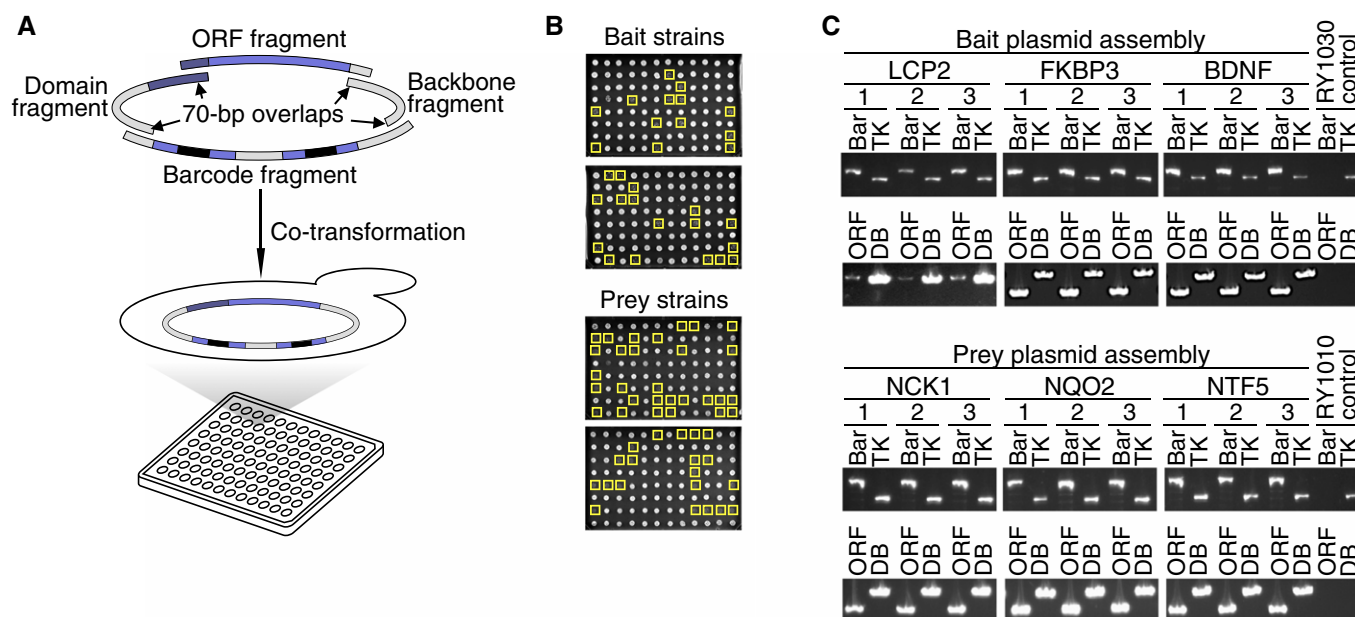 A
ORF fragment
Domain
fragment
Backbone
fragment
70-bp overlaps
Barcode fragment
Co-transformation
B
Bait strains
Prey strains
C
Bait plasmid assembly
RY1030
control
LCP2 FKBP3 BDNF
1 2 3 1 2 3 1 2 3
Bar TK Bar TK Bar TK Bar TK Bar TK Bar TK Bar TK Bar TK Bar TK Bar TK
ORF DB ORF DB ORF DB ORF DB ORF DB ORF DB ORF DB ORF DB ORF DB ORF DB
Prey plasmid assembly
RY1010
control
NCK1 NQO2 NTF5
1 2 3 1 2 3 1 2 3
Bar TK Bar TK Bar TK Bar TK Bar TK Bar TK Bar TK Bar TK Bar TK Bar TK
ORF DB ORF DB ORF DB ORF DB ORF DB ORF DB ORF DB ORF DB ORF DB ORF DB